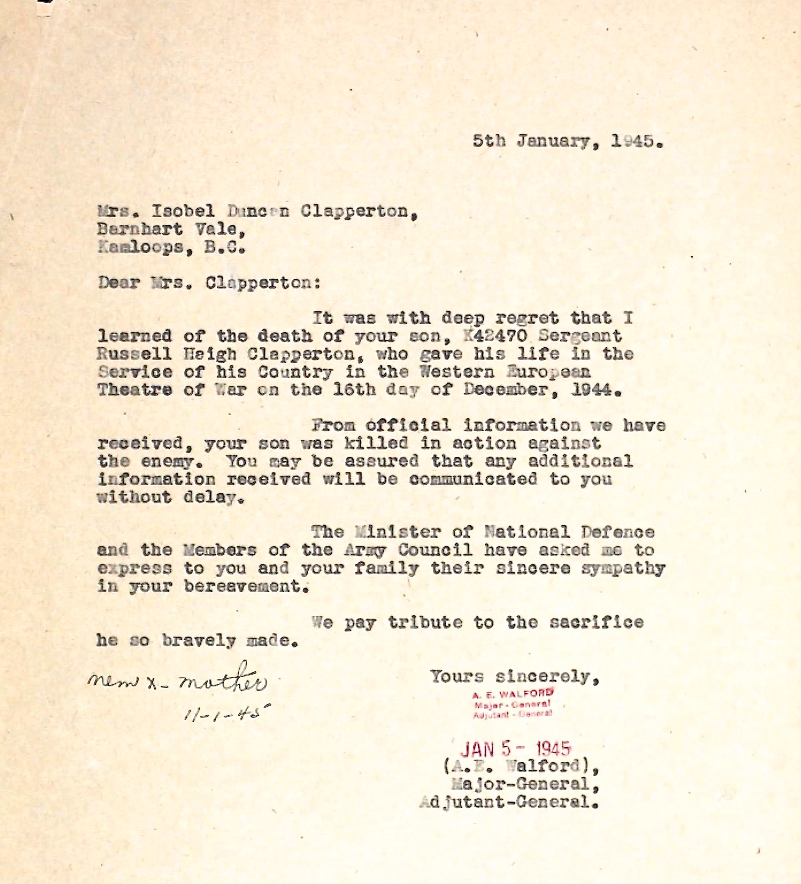 5th January, 1945.
Mrs. Isobel Duncan Clapperton,
Barnhart Vale,
Kamloops, B.C.
Dear Mrs. Clapperton:
It was with deep regret that I
learned of the death of your son, K42470 Sergeant
Russell Haigh Clapperton, who gave his life in the
Service of his Country in the Western European
Theatre of War on the 16th day of December, 1944.
From official information we have
received, your son was killed in action against
the enemy. You may be assured that any additional
information received will be communicated to you
without delay.
The Minister of National Defence
and the Members of the Army Council have asked me to
express to you and your family their sincere sympathy
in your bereavement.
We pay tribute to the sacrifice
he so bravely made.
Mem X - mother
11-1-45
Yours sincerely,
A. E. WALFORD
Major - General
Adjutant - General
JAN 5 - 1945
(A.E. Walford),
Major-General,
Adjutant-General.